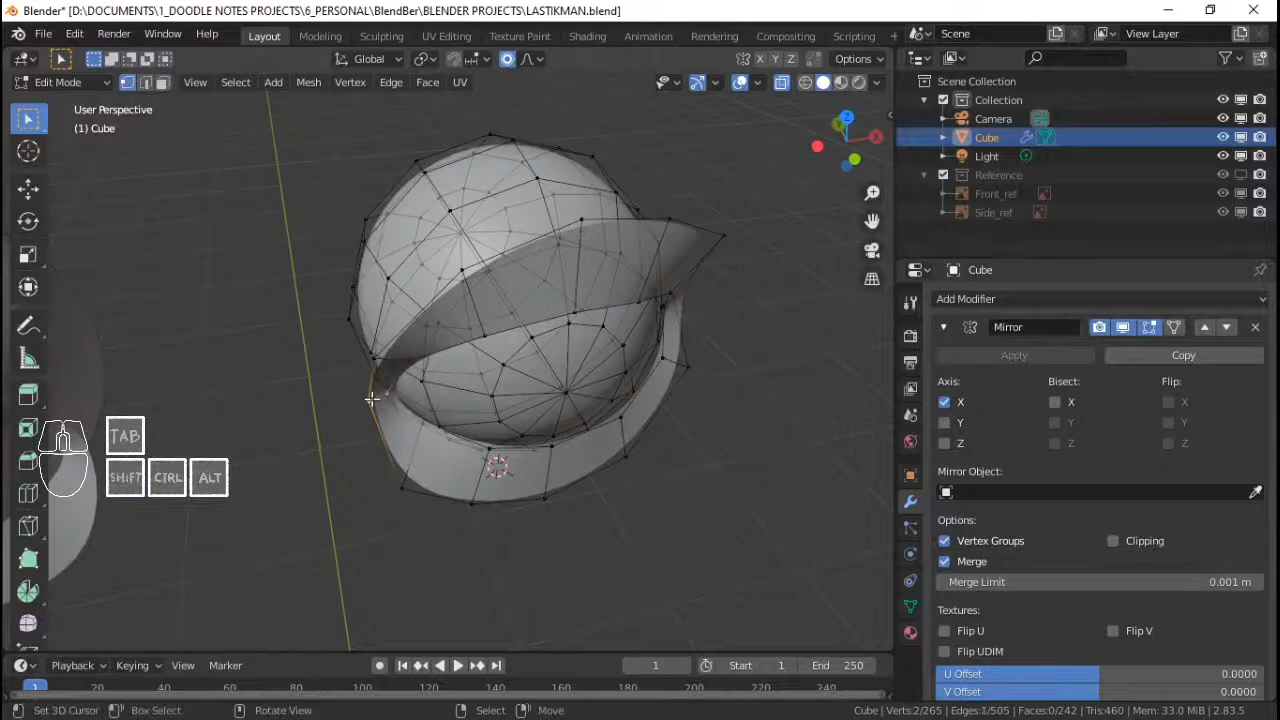 Blender* [D:\DOCUMENTS\1_DOODLE NOTES PROJECTS\6_PERSONAL\BlendBer\BLENDER PROJECTS\LASTIKMAN.blend]
File Edit Render Window Help Layout Modeling Sculpting UV Editing Texture Paint Shading Animation Rendering Compositing Scripting + Scene View Layer
Global X Y Z Options
Edit Mode View Select Add Mesh Vertex Edge Face UV
User Perspective
(1) Cube
Z
X
Scene Collection
Collection
Camera
Cube
Light
Reference
Front_ref
Side_ref
Cube
Add Modifier
Mirror
Apply Copy
Axis: Bisect: Flip:
X X X
Y Y Y
Z Z Z
Mirror Object:
Options:
Vertex Groups Clipping
Merge
Merge Limit 0.001 m
Textures:
Flip U Flip V
Flip UDIM
U Offset 0.0000
V Offset 0.0000
TAB
SHIFT CTRL ALT
Playback Keying View Marker 1 Start 1 End 250
1 20 40 60 80 100 120 140 160 180 200 220 240
Set 3D Cursor Box Select Rotate View Select Move Cube | Verts:2/265 | Edges:1/505 | Faces:0/242 | Tris:460 | Mem: 33.0 MiB | 2.83.5